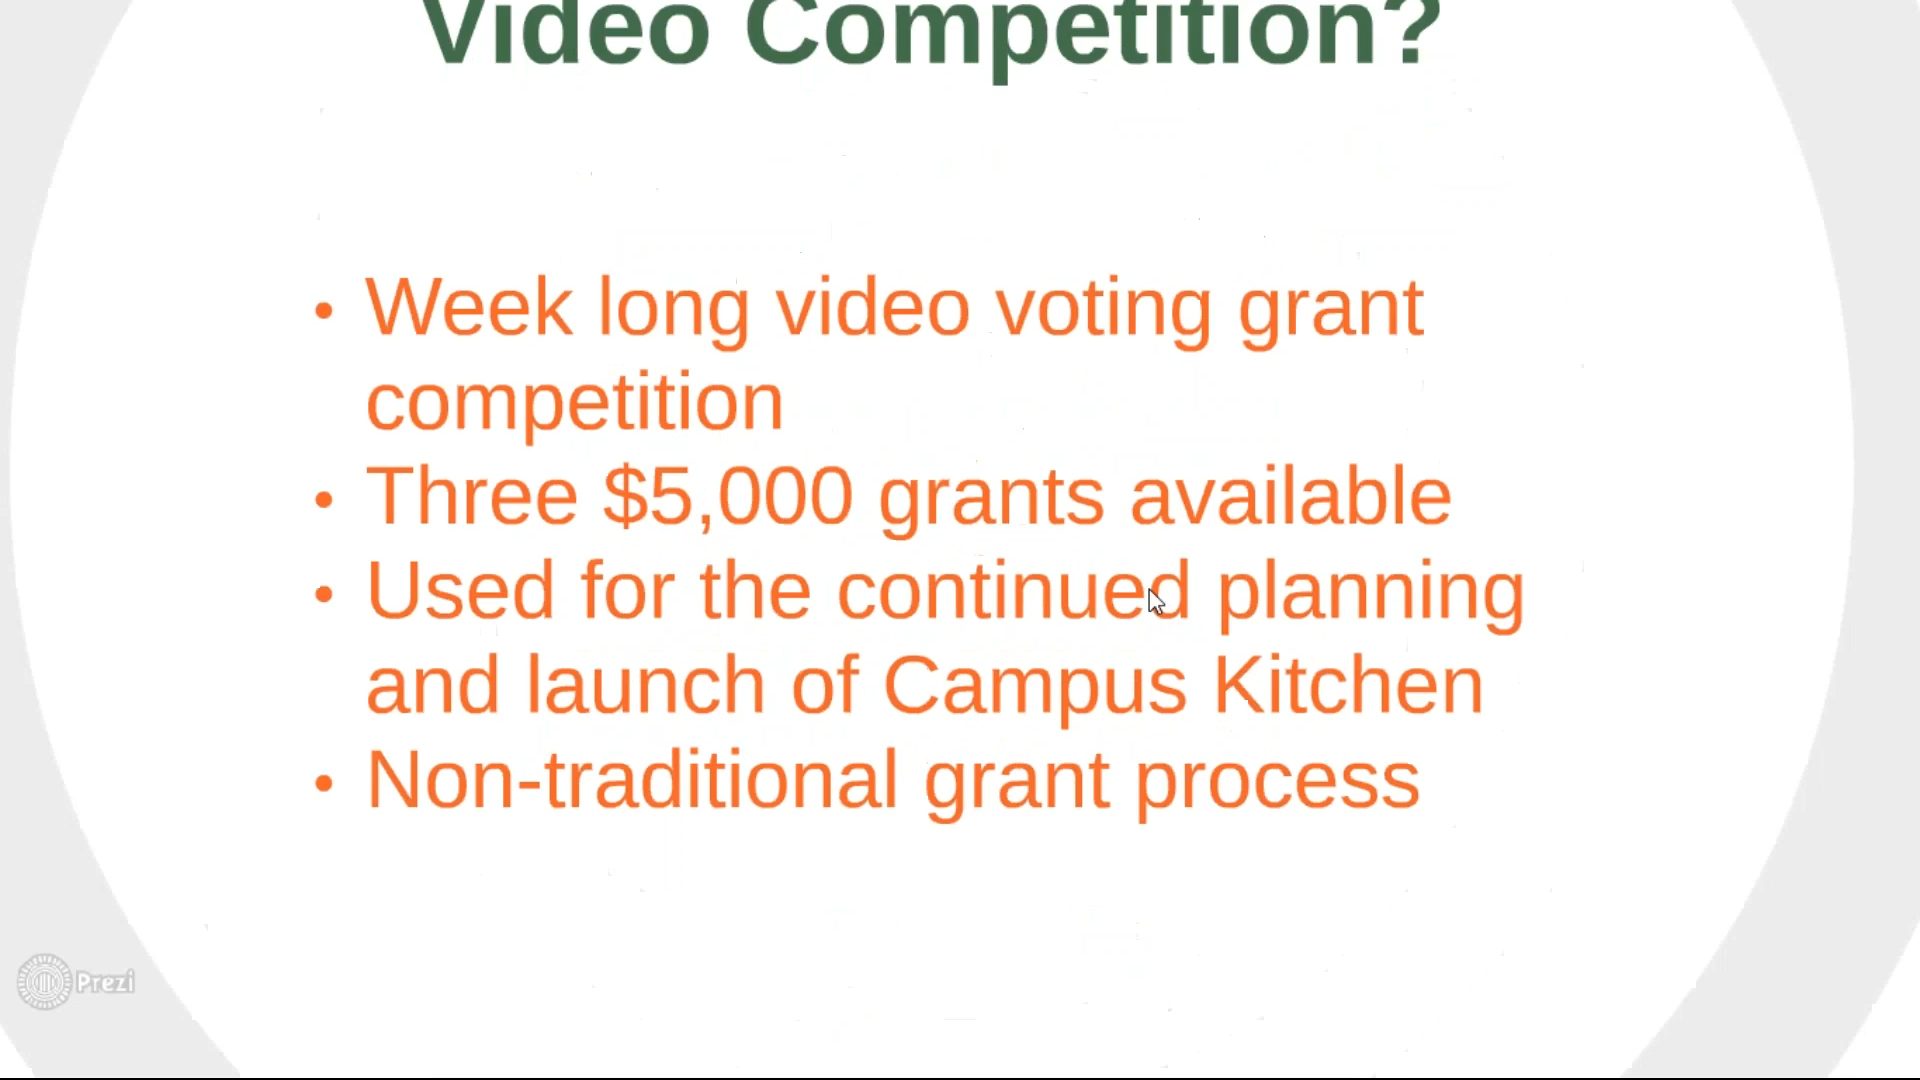 Video Competition?
• Week long video voting grant
competition
• Three $5,000 grants available
• Used for the continued planning
and launch of Campus Kitchen
• Non-traditional grant process
Prezi